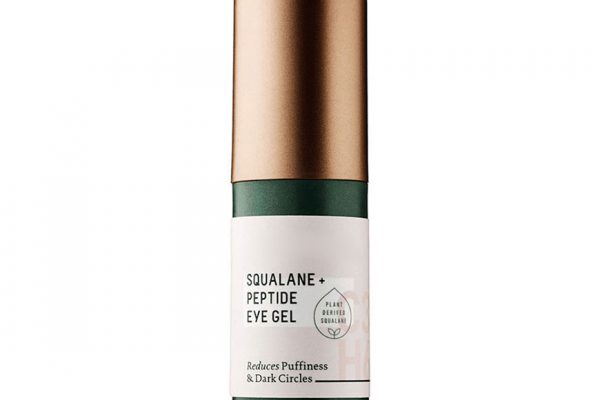 SQUALANE +
PEPTIDE
EYE GEL
PLANT
DERIVED
SQUALANE
Reduces Puffiness
& Dark Circles